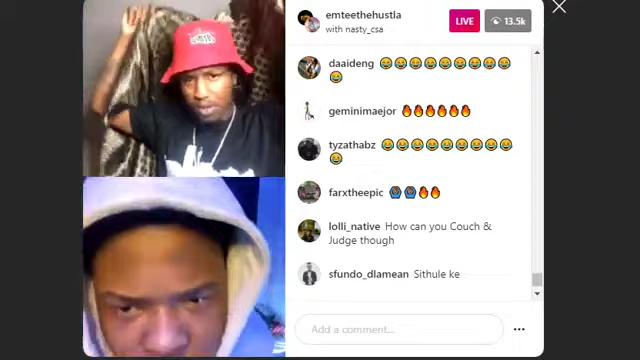 emteethehustla
with nasty_csa
LIVE
13.5k
daaideng 😂😂😂😂😂😂😂😂😂
😂
geminimaejor 🔥🔥🔥🔥🔥🔥
tyzathabz 😂😂😂😂😂😂😂😂😂
😂
farxtheepic 🙆🏿‍♂️🙆🏿‍♂️🔥🔥
lolli_native How can you Couch &
Judge though
sfundo_dlamean Sithule ke
Add a comment...